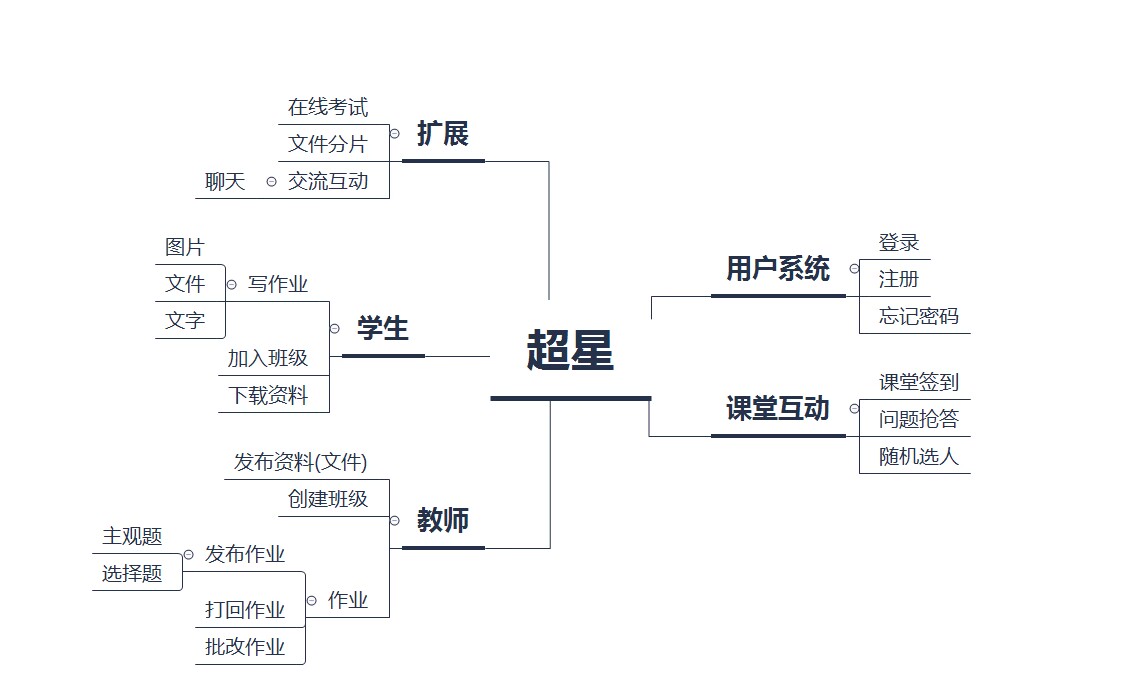 在线考试
扩展
文件分片
聊天
交流互动
图片
写作业
文件
文字
学生
加入班级
下载资料
发布资料(文件)
创建班级
教师
主观题
发布作业
选择题
作业
打回作业
批改作业
超星
登录
用户系统
注册
忘记密码
课堂签到
课堂互动
问题抢答
随机选人